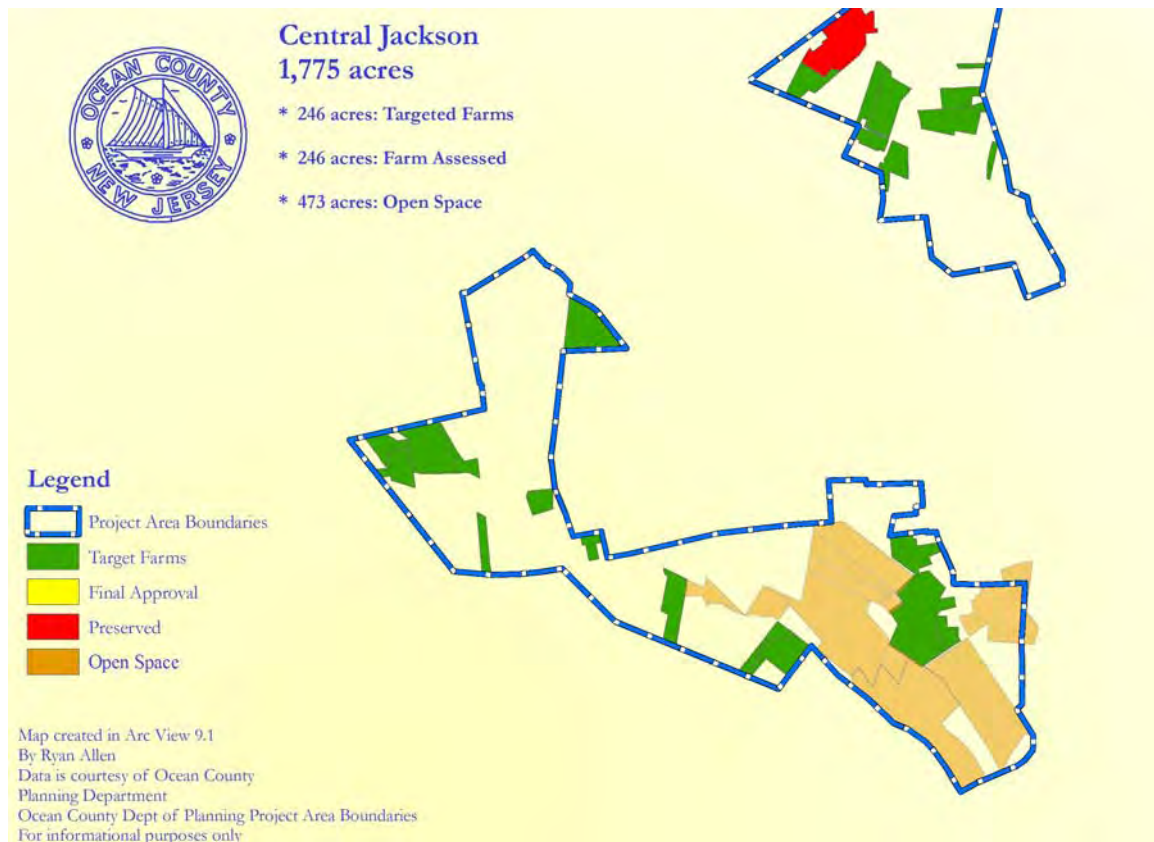 OCEAN COUNTY
NEW JERSEY
Central Jackson
1,775 acres
* 246 acres: Targeted Farms
* 246 acres: Farm Assessed
* 473 acres: Open Space
Legend
Project Area Boundaries
Target Farms
Final Approval
Preserved
Open Space
Map created in Arc View 9.1
By Ryan Allen
Data is courtesy of Ocean County
Planning Department
Ocean County Dept of Planning Project Area Boundaries
For informational purposes only